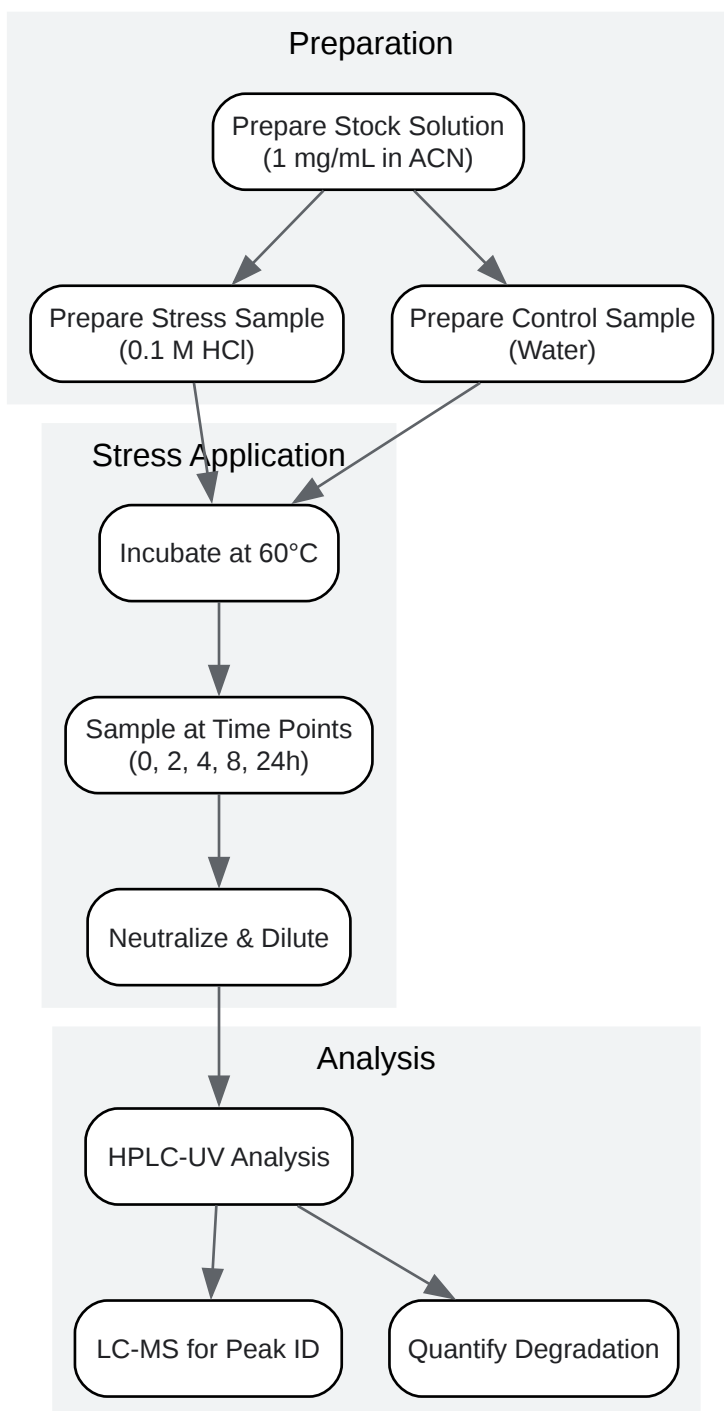 Preparation
Prepare Stock Solution
(1 mg/mL in ACN)
Prepare Stress Sample
(0.1 M HCl)
Prepare Control Sample
(Water)
Stress Application
Incubate at 60°C
Sample at Time Points
(0, 2, 4, 8, 24h)
Neutralize & Dilute
Analysis
HPLC-UV Analysis
LC-MS for Peak ID
Quantify Degradation